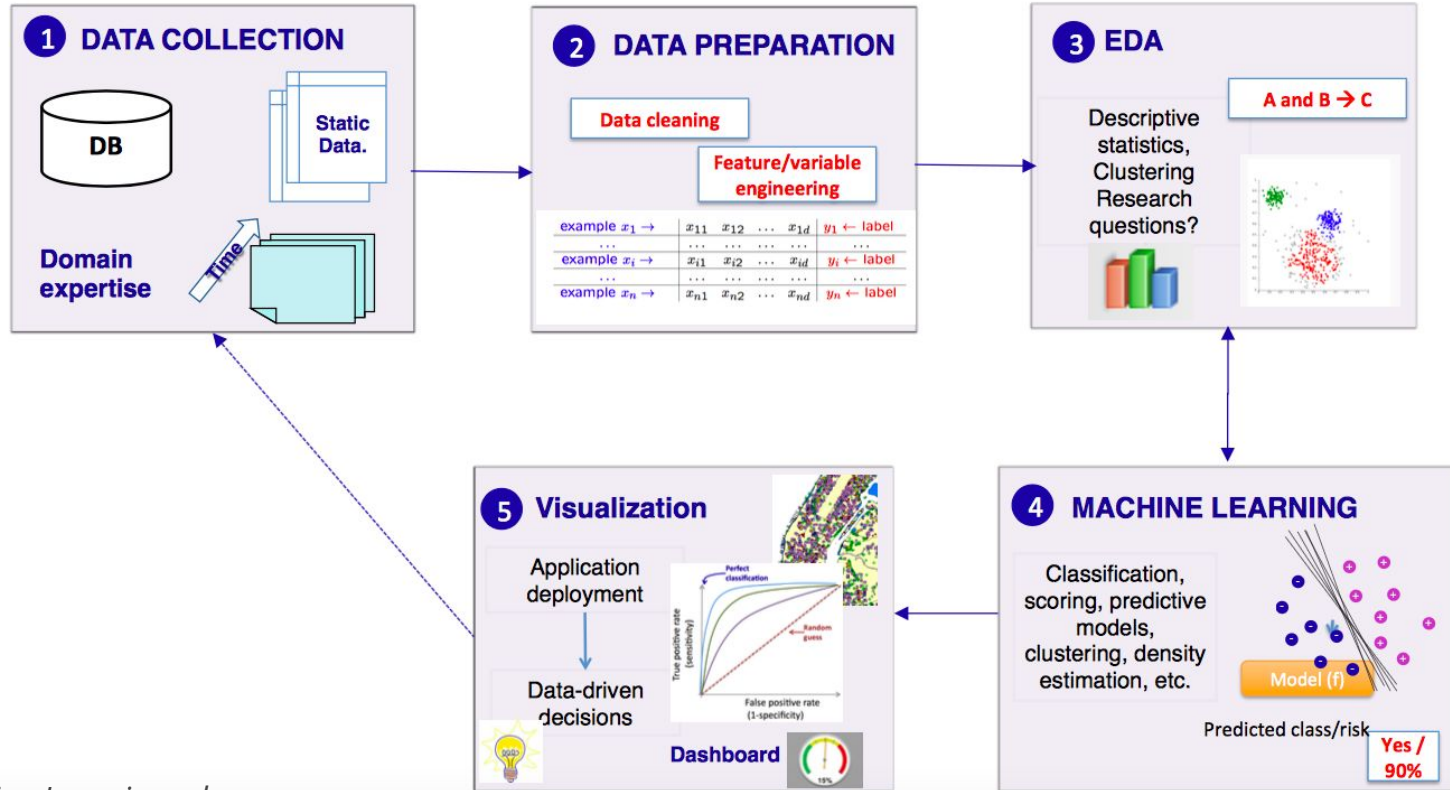 1 DATA COLLECTION
DB
Static
Data.
Time
Domain
expertise
2 DATA PREPARATION
Data cleaning
Feature/variable
engineering
example x₁ → x₁₁ x₁₂ … x₁d y₁ ← label
… … … … … …
example xᵢ → xᵢ₁ xᵢ₂ … xᵢd yᵢ ← label
… … … … … …
example xₙ → xₙ₁ xₙ₂ … xₙd yₙ ← label
3 EDA
A and B → C
Descriptive
statistics,
Clustering
Research
questions?
4 MACHINE LEARNING
Classification,
scoring, predictive
models,
clustering, density
estimation, etc.
Model (f)
Predicted class/risk
Yes /
90%
5 Visualization
Application
deployment
Data-driven
decisions
Perfect
classification
Random
guess
True positive rate
(sensitivity)
False positive rate
(1-specificity)
Dashboard
15%